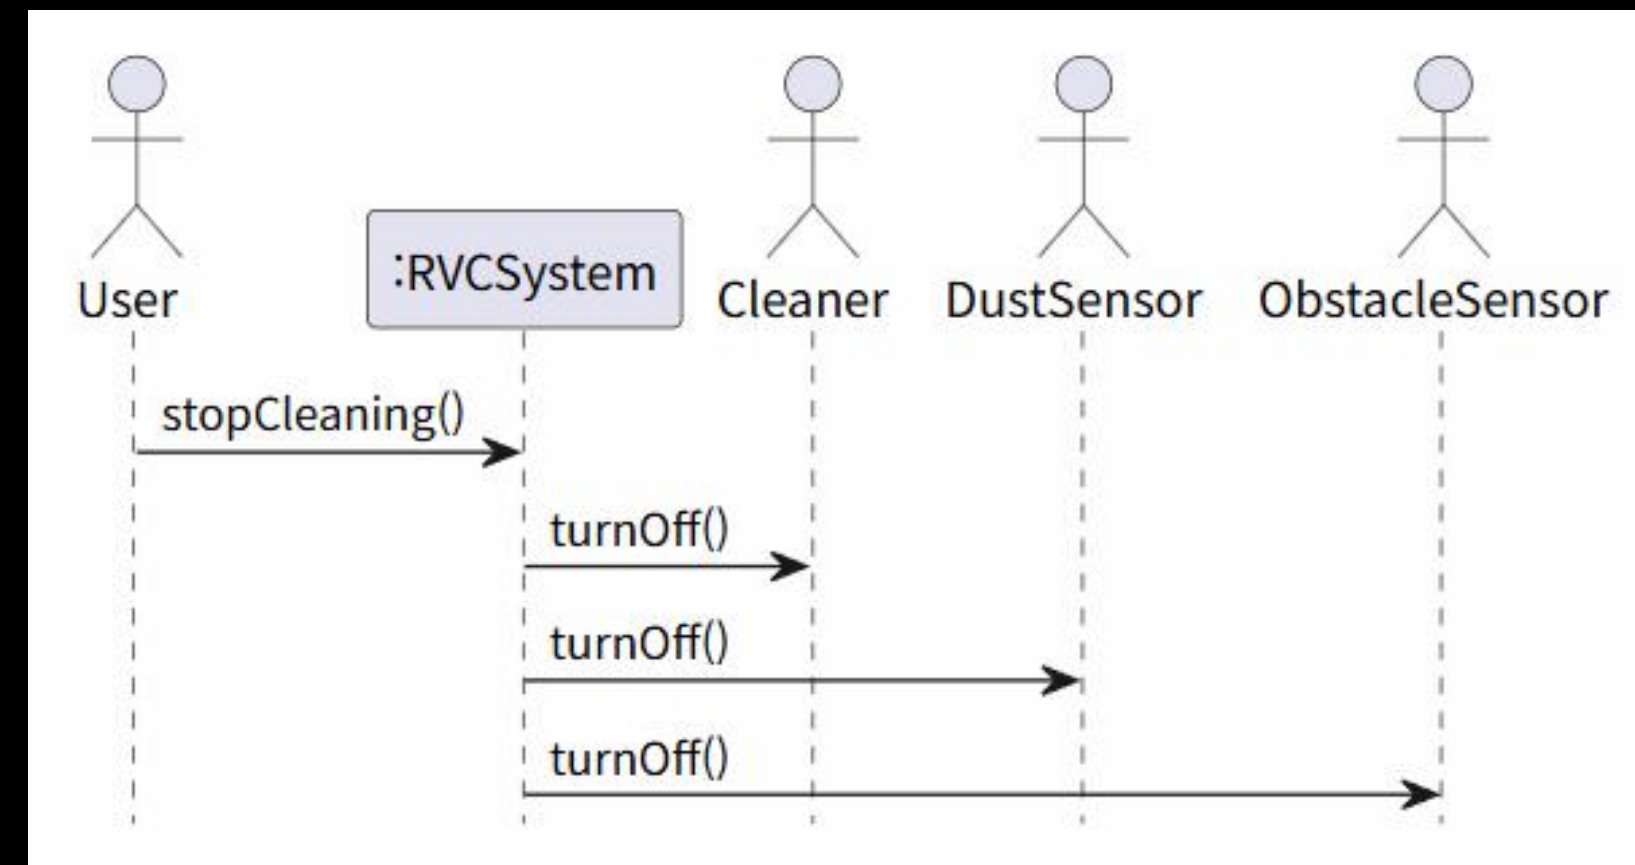 User
:RVCSystem
Cleaner
DustSensor
ObstacleSensor
stopCleaning()
turnOff()
turnOff()
turnOff()